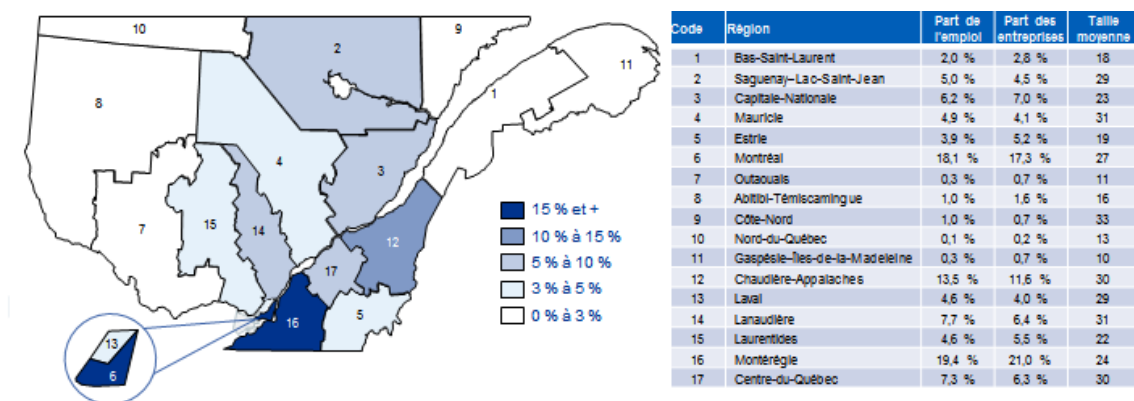 10
9
2
11
8
1
4
3
7
15
14
12
17
16
5
13
6
15 % et +
10 % à 15 %
5 % à 10 %
3 % à 5 %
0 % à 3 %
Code Région Part de l'emploi Part des entreprises Taille moyenne
1 Bas-Saint-Laurent 2,0 % 2,8 % 18
2 Saguenay–Lac-Saint-Jean 5,0 % 4,5 % 29
3 Capitale-Nationale 6,2 % 7,0 % 23
4 Mauricie 4,9 % 4,1 % 31
5 Estrie 3,9 % 5,2 % 19
6 Montréal 18,1 % 17,3 % 27
7 Outaouais 0,3 % 0,7 % 11
8 Abitibi-Témiscamingue 1,0 % 1,6 % 16
9 Côte-Nord 1,0 % 0,7 % 33
10 Nord-du-Québec 0,1 % 0,2 % 13
11 Gaspésie–Îles-de-la-Madeleine 0,3 % 0,7 % 10
12 Chaudière-Appalaches 13,5 % 11,6 % 30
13 Laval 4,6 % 4,0 % 29
14 Lanaudière 7,7 % 6,4 % 31
15 Laurentides 4,6 % 5,5 % 22
16 Montérégie 19,4 % 21,0 % 24
17 Centre-du-Québec 7,3 % 6,3 % 30